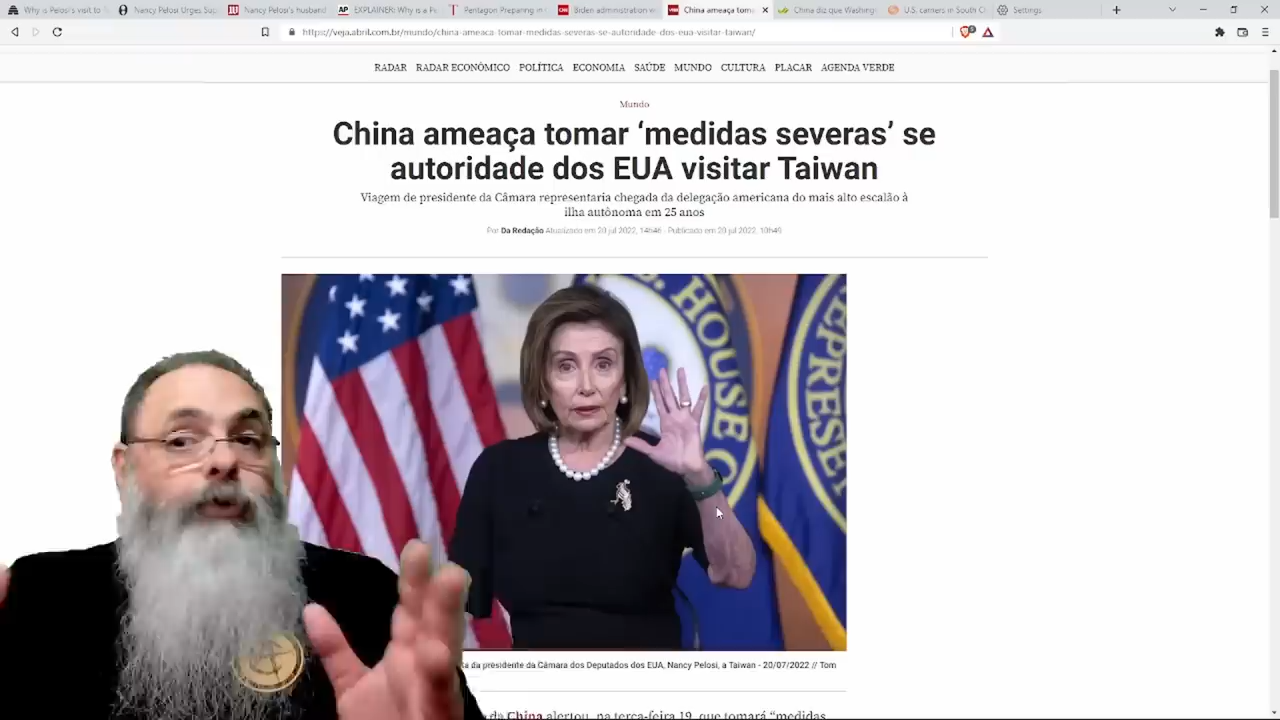 Why is Pelosi's visit to T
Nancy Pelosi Urges Sup
Nancy Pelosi's husband
EXPLAINER: Why is a Pe
Pentagon Preparing in C
Biden administration w
China ameaça toma
China diz que Washing
U.S. carriers in South C
Settings
https://veja.abril.com.br/mundo/china-ameaca-tomar-medidas-severas-se-autoridade-dos-eua-visitar-taiwan/
RADAR RADAR ECONÔMICO POLÍTICA ECONOMIA SAÚDE MUNDO CULTURA PLACAR AGENDA VERDE
Mundo
China ameaça tomar ‘medidas severas’ se
autoridade dos EUA visitar Taiwan
Viagem de presidente da Câmara representaria chegada da delegação americana do mais alto escalão à
ilha autônoma em 25 anos
Por Da Redação Atualizado em 20 jul 2022, 14h46 - Publicado em 20 jul 2022, 10h49
HOUSE O
EPRESE
da presidente da Câmara dos Deputados dos EUA, Nancy Pelosi, a Taiwan - 20/07/2022 // Tom
da China alertou, na terça-feira 19, que tomará “medidas